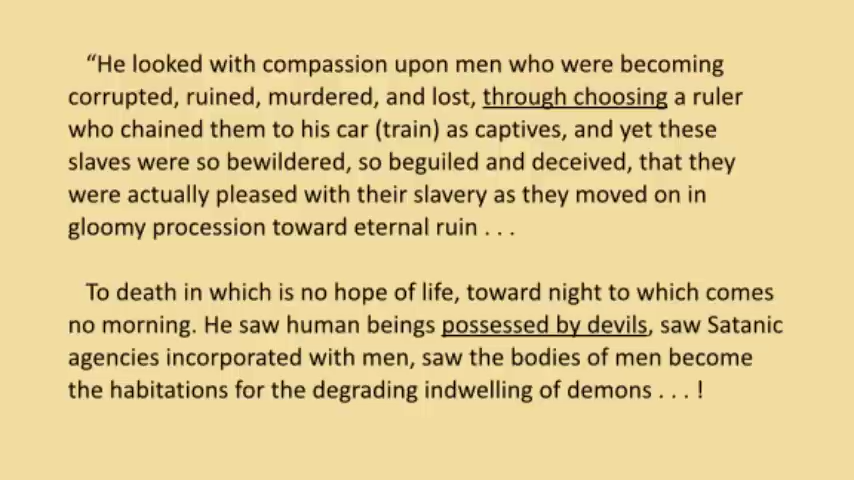 “He looked with compassion upon men who were becoming
corrupted, ruined, murdered, and lost, through choosing a ruler
who chained them to his car (train) as captives, and yet these
slaves were so bewildered, so beguiled and deceived, that they
were actually pleased with their slavery as they moved on in
gloomy procession toward eternal ruin . . .
To death in which is no hope of life, toward night to which comes
no morning. He saw human beings possessed by devils, saw Satanic
agencies incorporated with men, saw the bodies of men become
the habitations for the degrading indwelling of demons . . . !